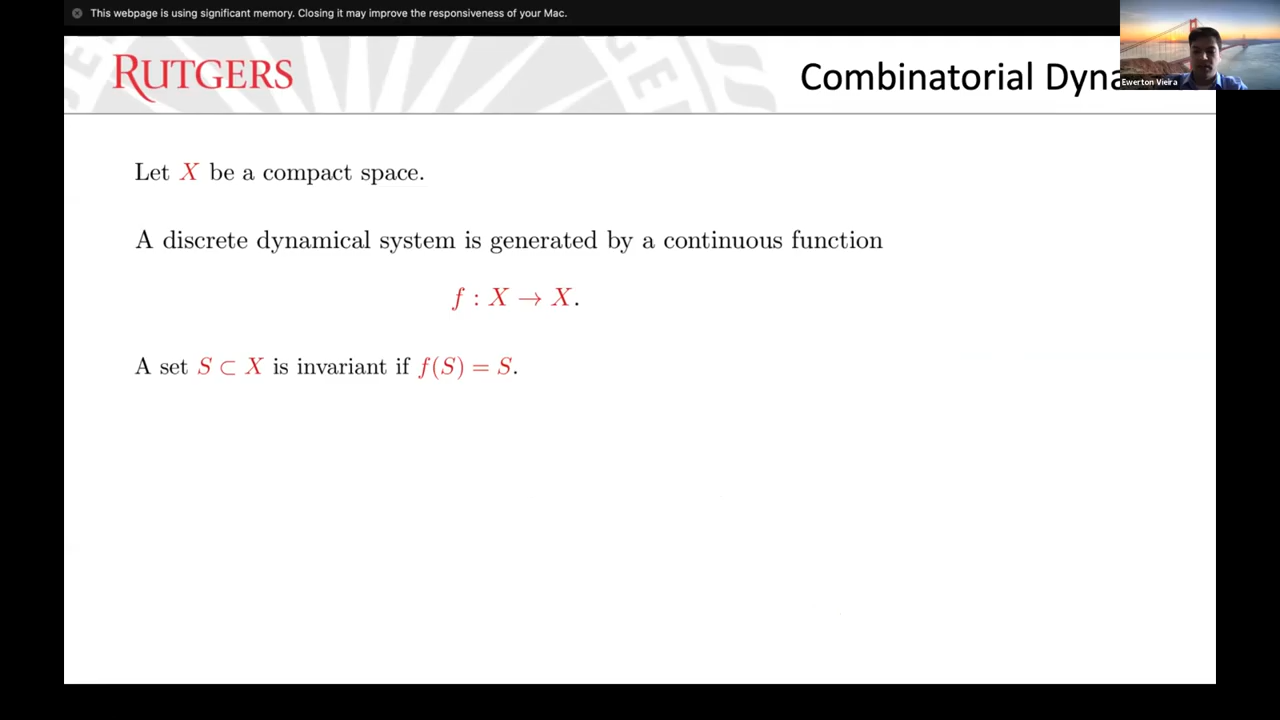 This webpage is using significant memory. Closing it may improve the responsiveness of your Mac.
RUTGERS
Combinatorial Dyna
Ewerton Vieira
Let X be a compact space.
A discrete dynamical system is generated by a continuous function
f : X → X.
A set S ⊂ X is invariant if f(S) = S.